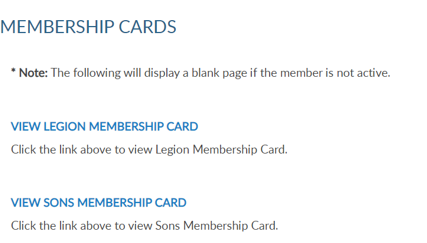 MEMBERSHIP CARDS
* Note: The following will display a blank page if the member is not active.
VIEW LEGION MEMBERSHIP CARD
Click the link above to view Legion Membership Card.
VIEW SONS MEMBERSHIP CARD
Click the link above to view Sons Membership Card.